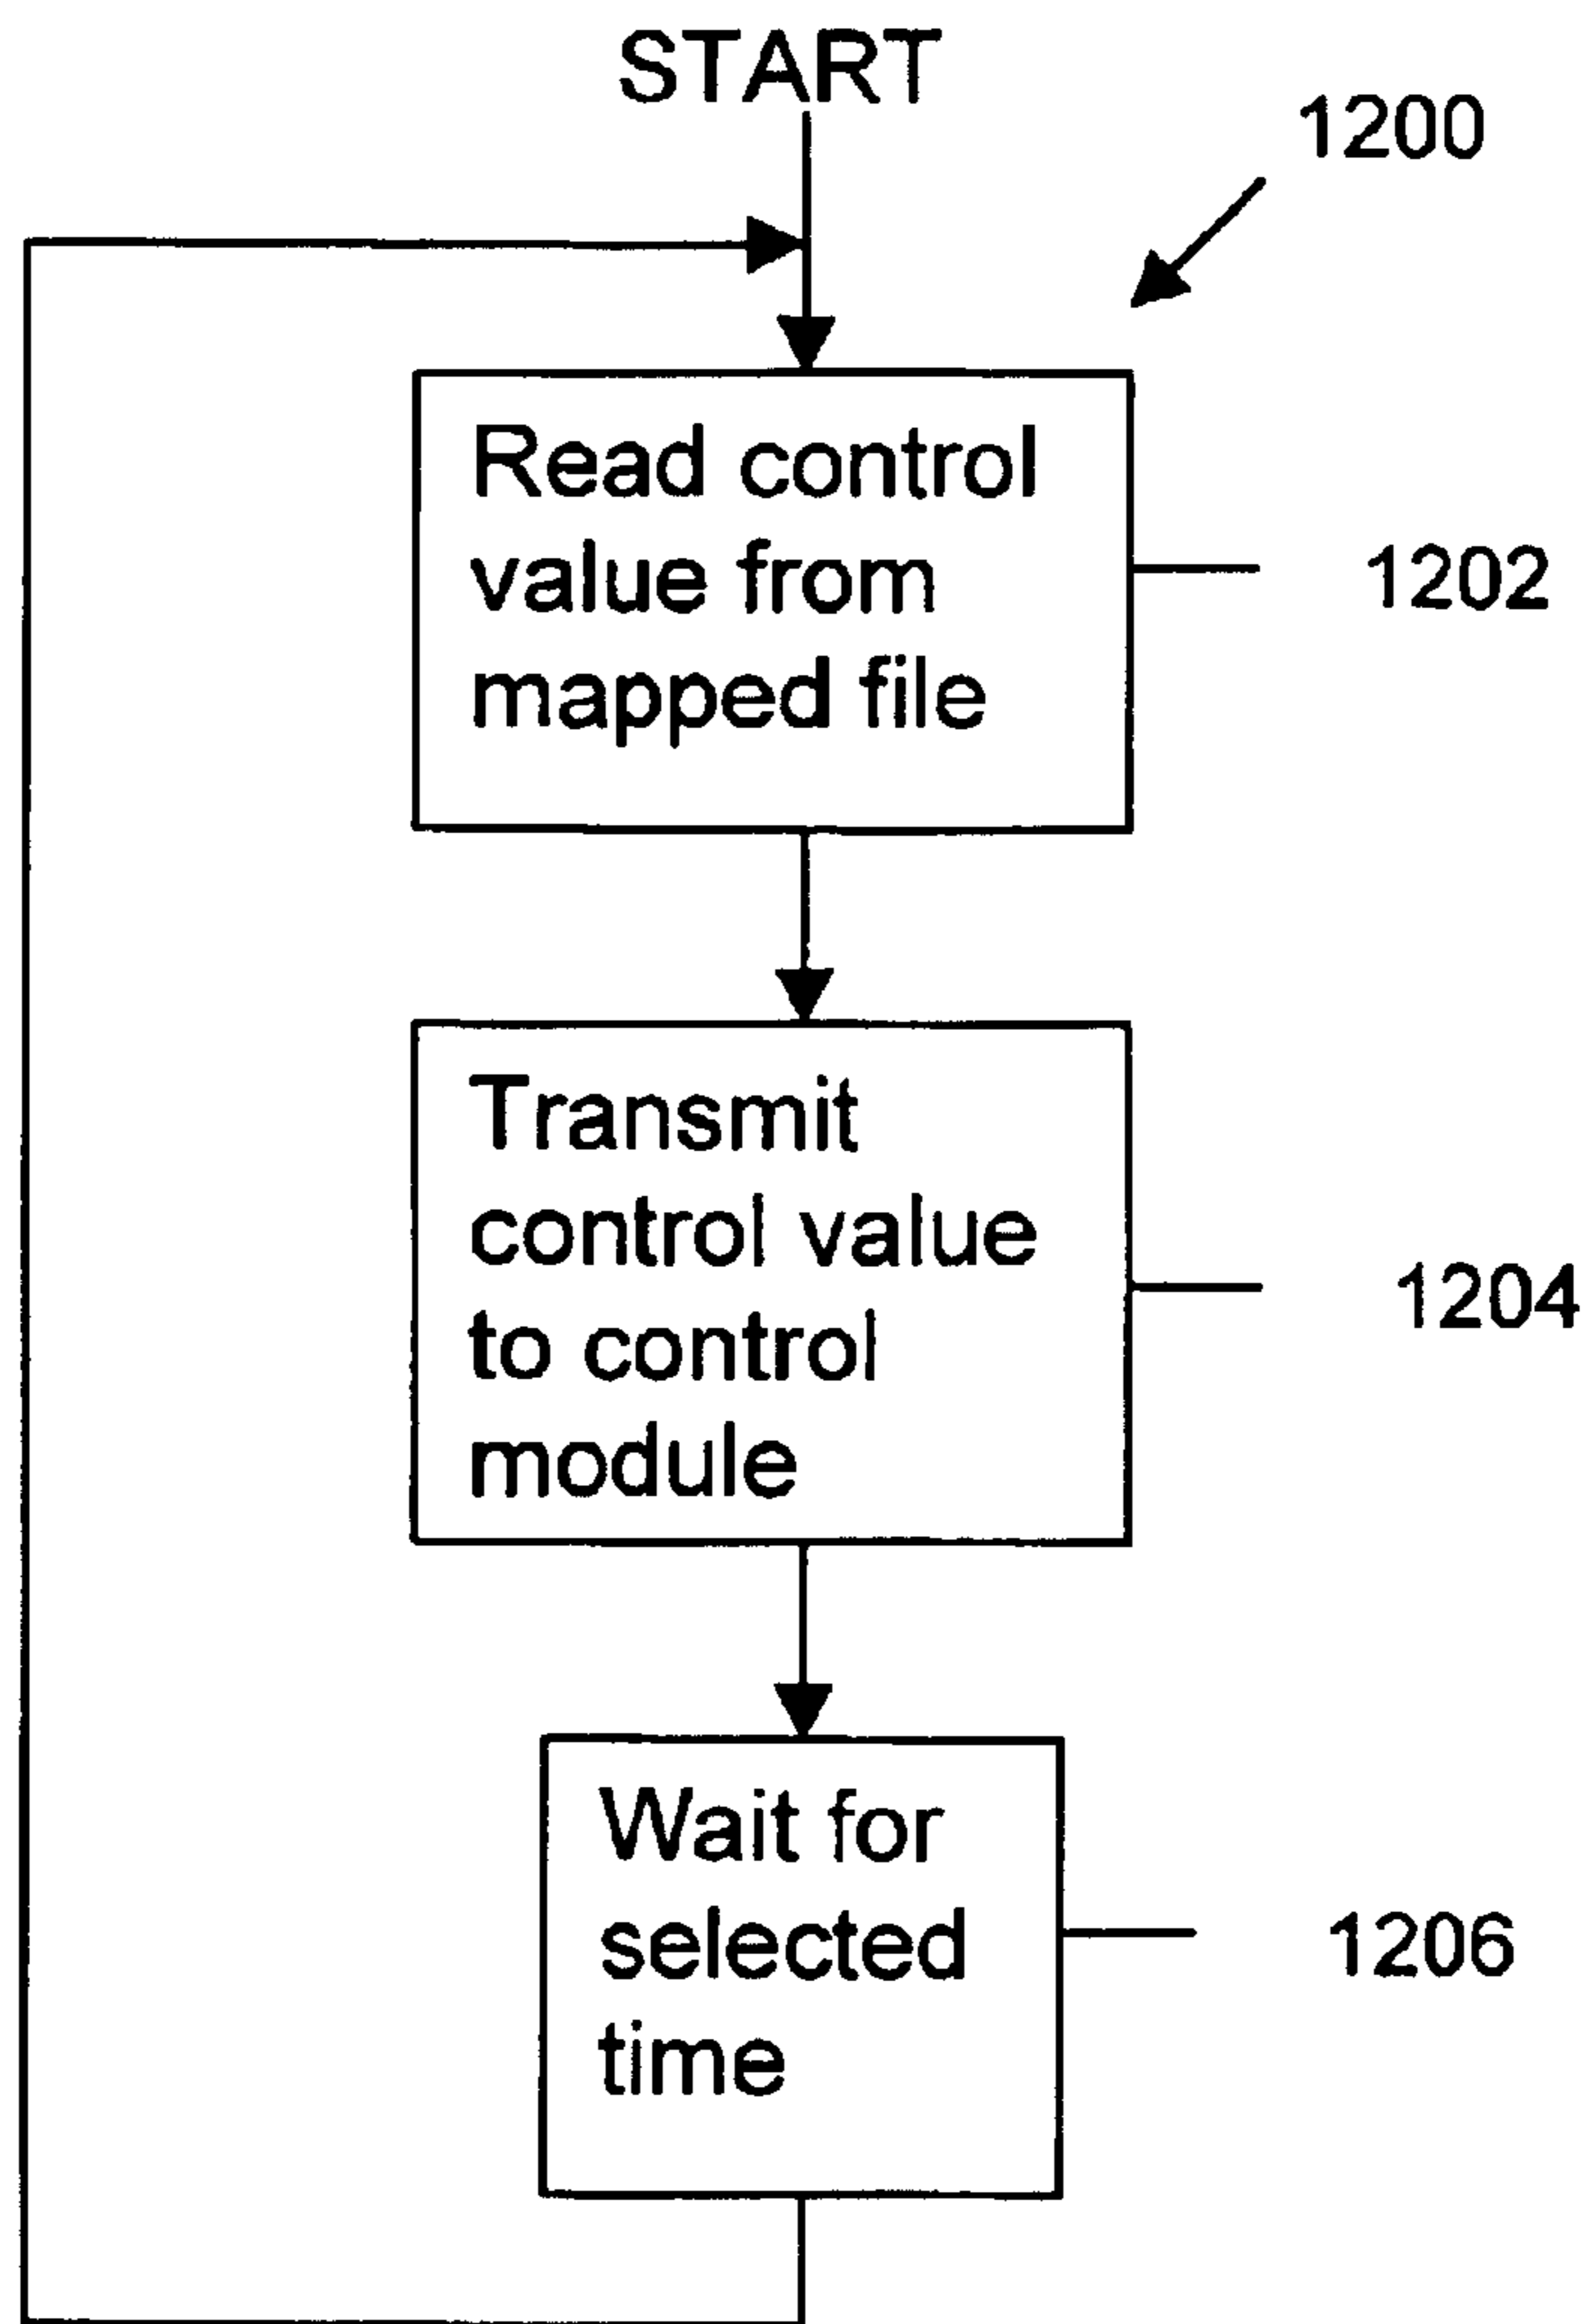 START
1200
Read control
value from
mapped file
1202
Transmit
control value
to control
module
1204
Wait for
selected
time
1206